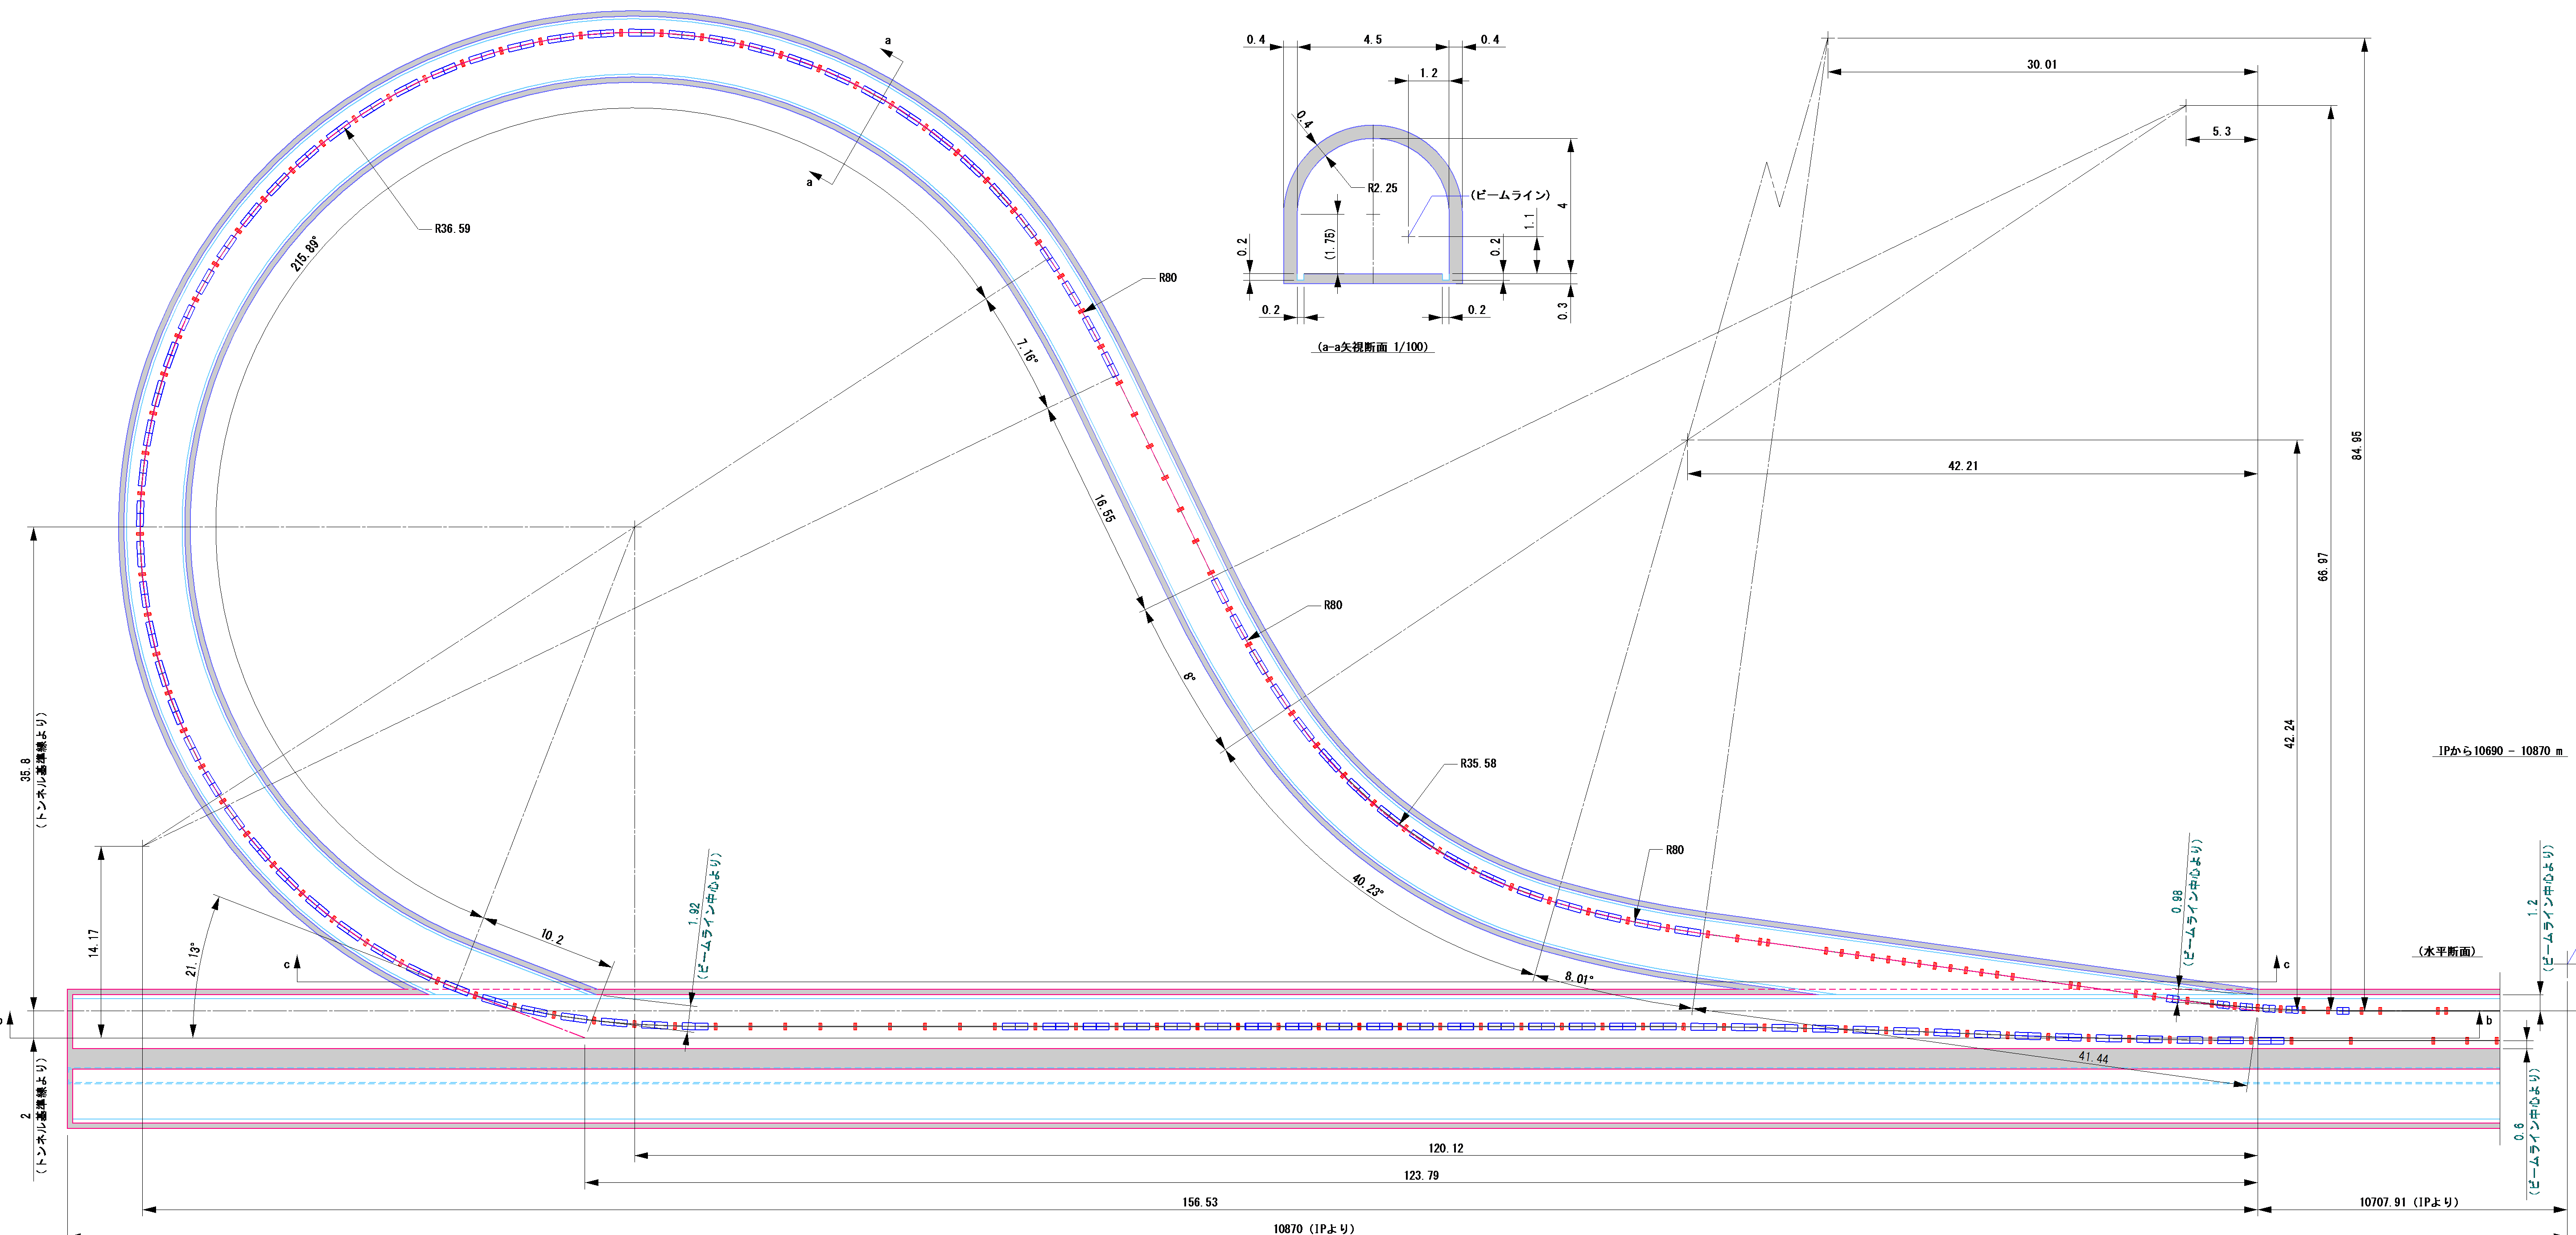 a
a
R36.59
215.89°
R80
7.16°
16.55
R80
8°
R35.58
40.23°
R80
8.01°
41.44
0.4
4.5
0.4
1.2
0.4
R2.25
(ビームライン)
4
1.1
(1.75)
0.2
0.2
0.2
0.2
0.3
(a-a矢視断面 1/100)
30.01
5.3
84.95
66.97
42.21
42.24
IPから10690 - 10870 m
35.8
(トンネル基準線より)
14.17
21.13°
10.2
c
1.92
(ビームライン中心より)
0.98
(ビームライン中心より)
c
(水平断面)
1.2
(ビームライン中心より)
b
2
(トンネル基準線より)
0.6
(ビームライン中心より)
120.12
123.79
156.53
10707.91 (IPより)
10870 (IPより)